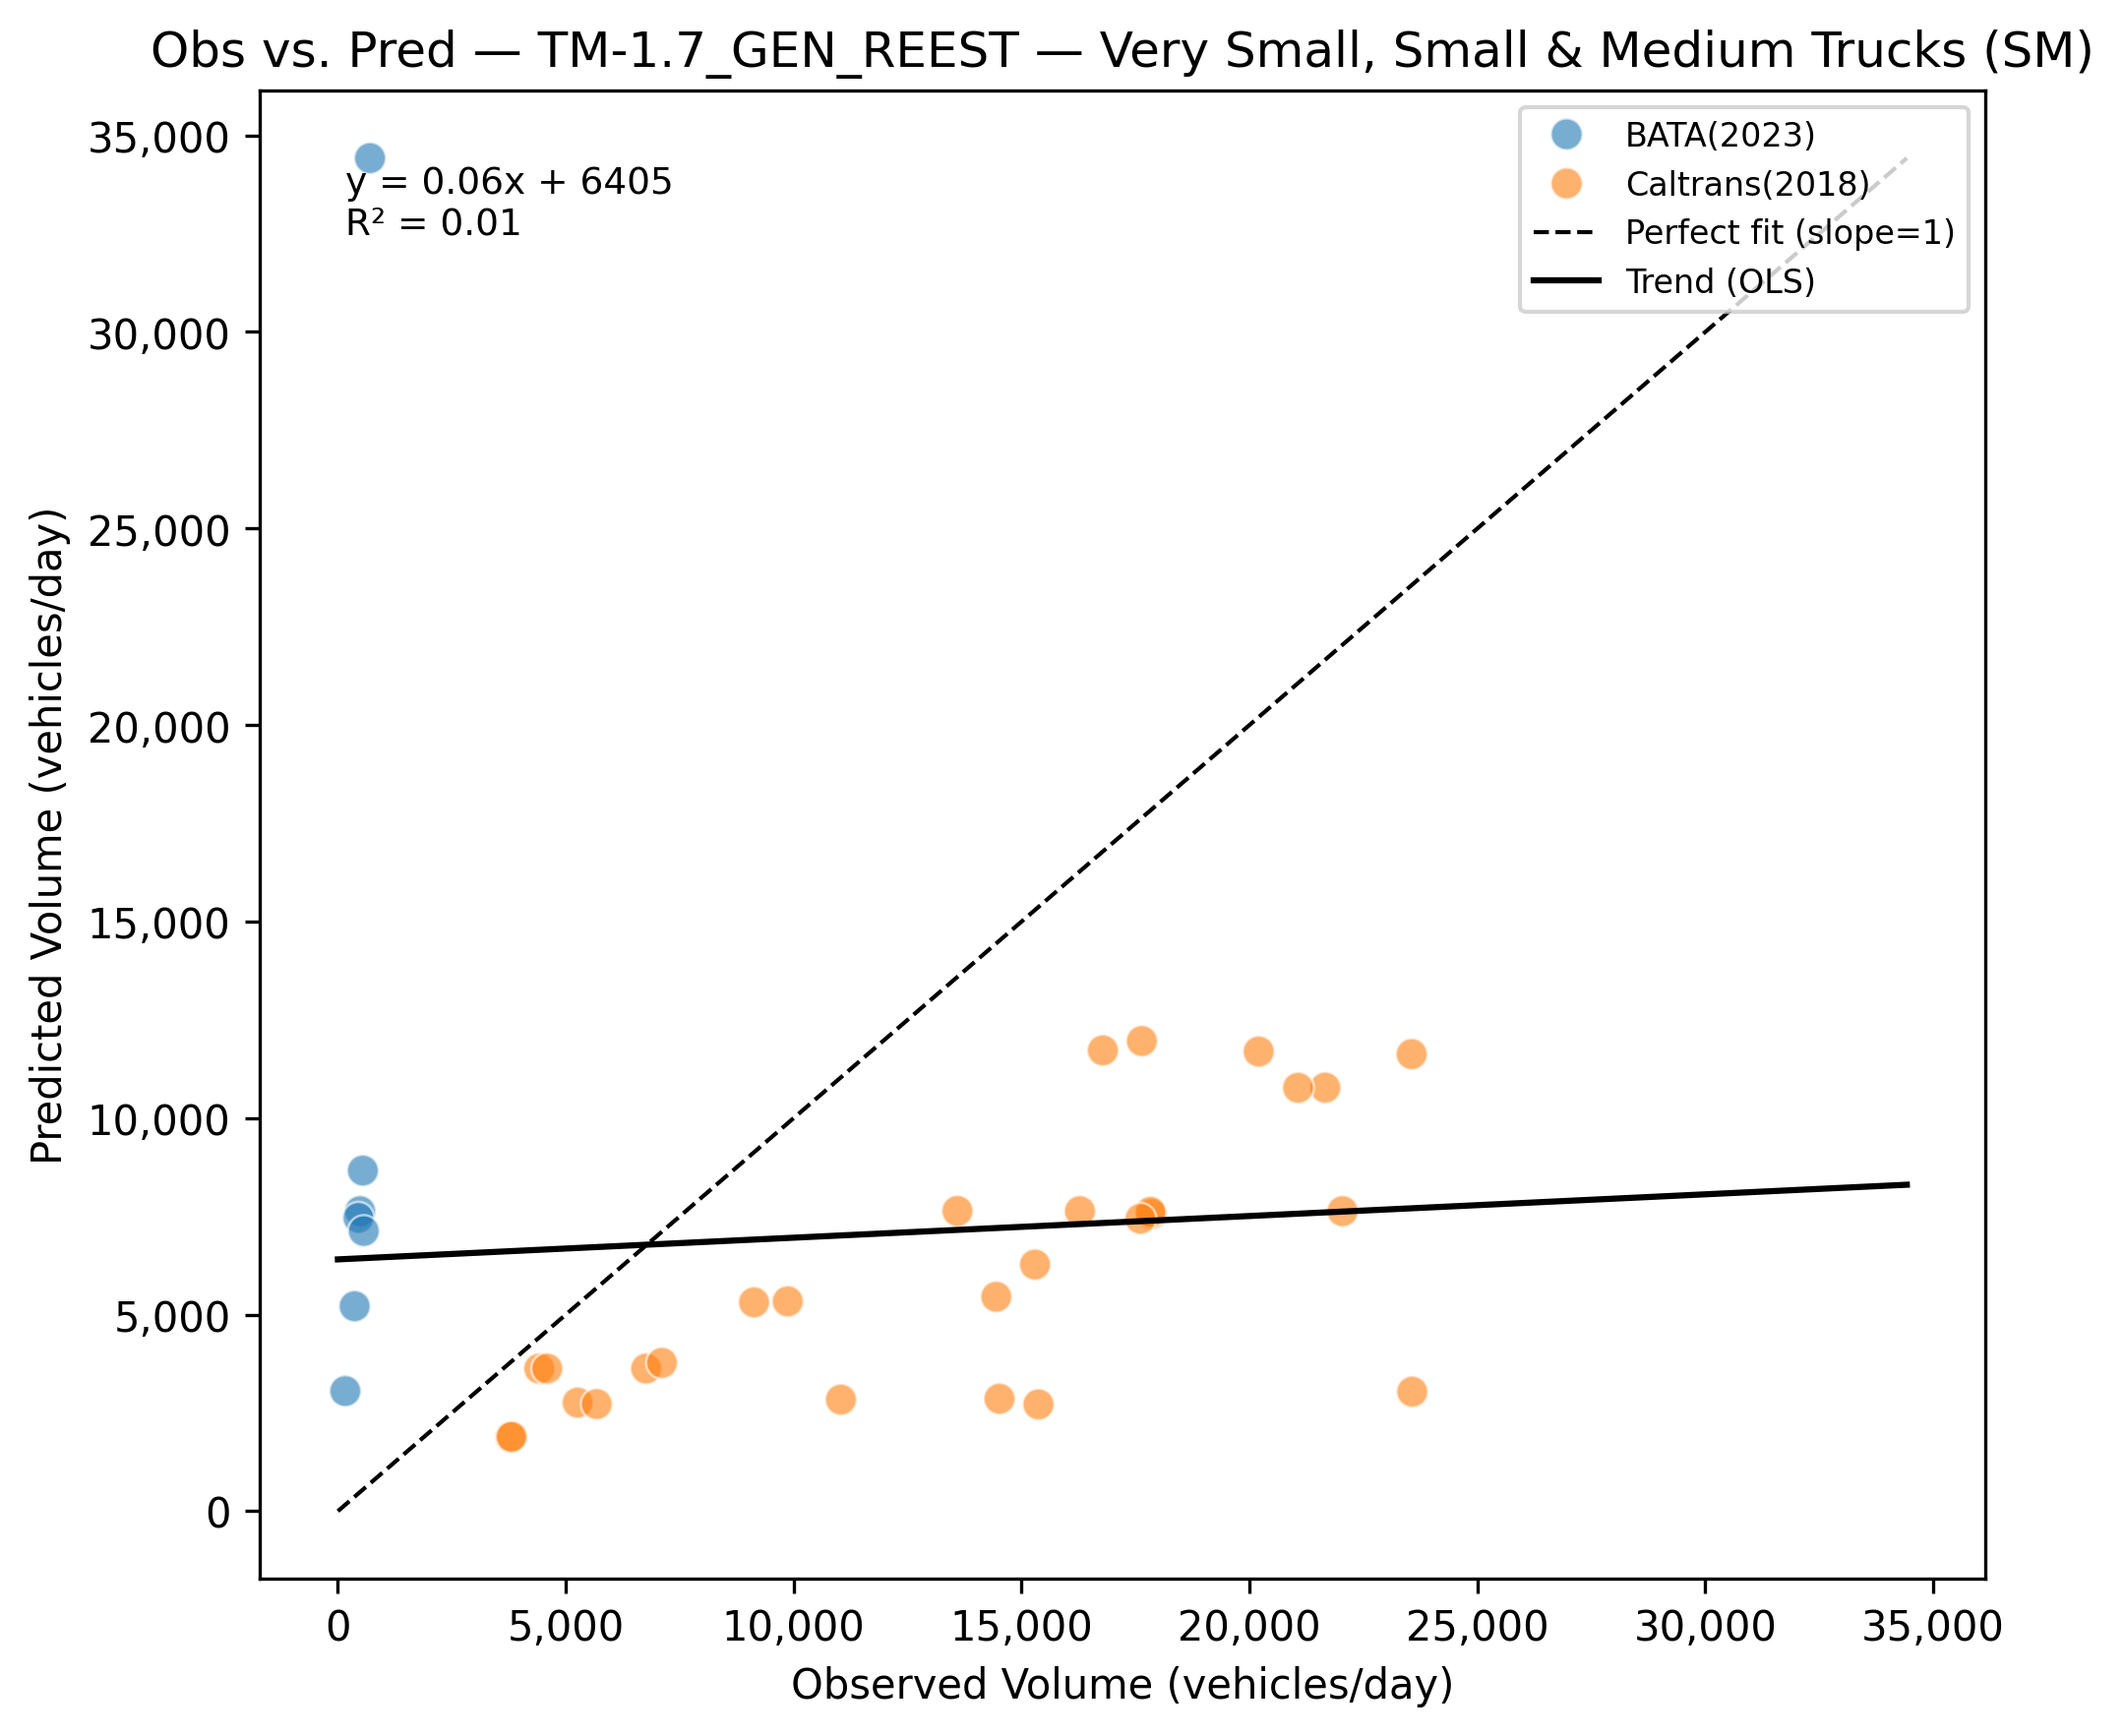 Obs vs. Pred — TM-1.7_GEN_REEST — Very Small, Small & Medium Trucks (SM)
35,000
30,000
25,000
20,000
15,000
10,000
5,000
0
Predicted Volume (vehicles/day)
y = 0.06x + 6405
R² = 0.01
BATA(2023)
Caltrans(2018)
Perfect fit (slope=1)
Trend (OLS)
0 5,000 10,000 15,000 20,000 25,000 30,000 35,000
Observed Volume (vehicles/day)